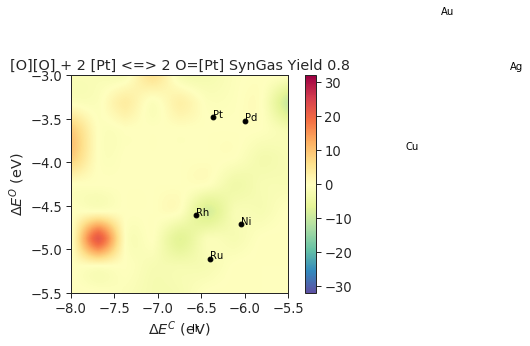 Au
[O][O] + 2 [Pt] <=> 2 O=[Pt] SynGas Yield 0.8
Ag
−3.0
−3.5
−4.0
−4.5
−5.0
−5.5
ΔE^O (eV)
Pt
Pd
Cu
Rh
Ni
Ru
−8.0 −7.5 −7.0 −6.5 −6.0 −5.5
ΔE^C (eV)
Ir
30
20
10
0
−10
−20
−30